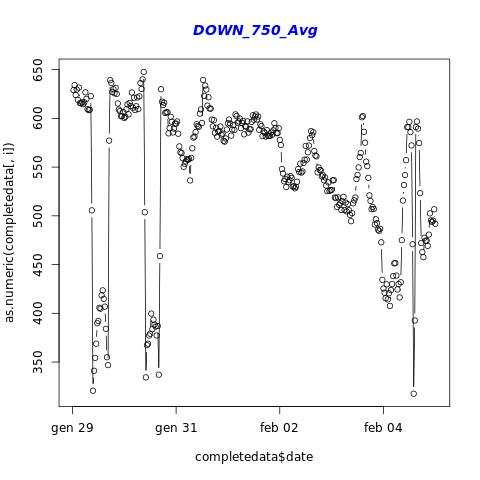 DOWN_750_Avg
as.numeric(completedata[, i])
650
600
550
500
450
400
350
gen 29
gen 31
feb 02
feb 04
completedata$date